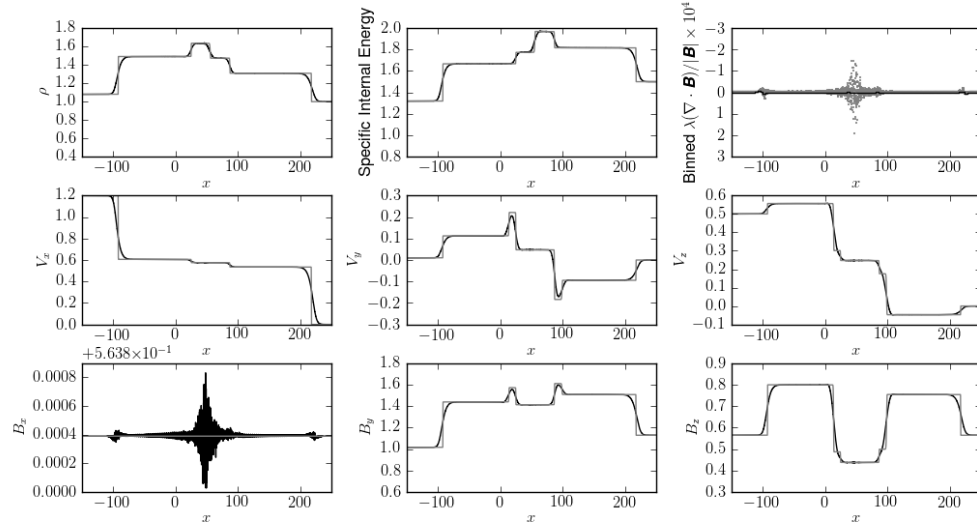 1.8
1.6
1.4
1.2
1.0
0.8
0.6
0.4
ρ
−100 0 100 200
x
2.0
1.8
1.6
1.4
1.2
1.0
0.8
Specific Internal Energy
−100 0 100 200
x
−3
−2
−1
0
1
2
3
Binned λ(∇ · B)/|B| × 10⁴
−100 0 100 200
x
1.2
1.0
0.8
0.6
0.4
0.2
0.0
Vx
−100 0 100 200
x
0.3
0.2
0.1
0.0
−0.1
−0.2
−0.3
Vy
−100 0 100 200
x
0.6
0.5
0.4
0.3
0.2
0.1
0.0
−0.1
Vz
−100 0 100 200
x
+5.638×10⁻¹
0.0008
0.0006
0.0004
0.0002
0.0000
Bx
−100 0 100 200
x
1.8
1.6
1.4
1.2
1.0
0.8
0.6
By
−100 0 100 200
x
0.9
0.8
0.7
0.6
0.5
0.4
0.3
Bz
−100 0 100 200
x